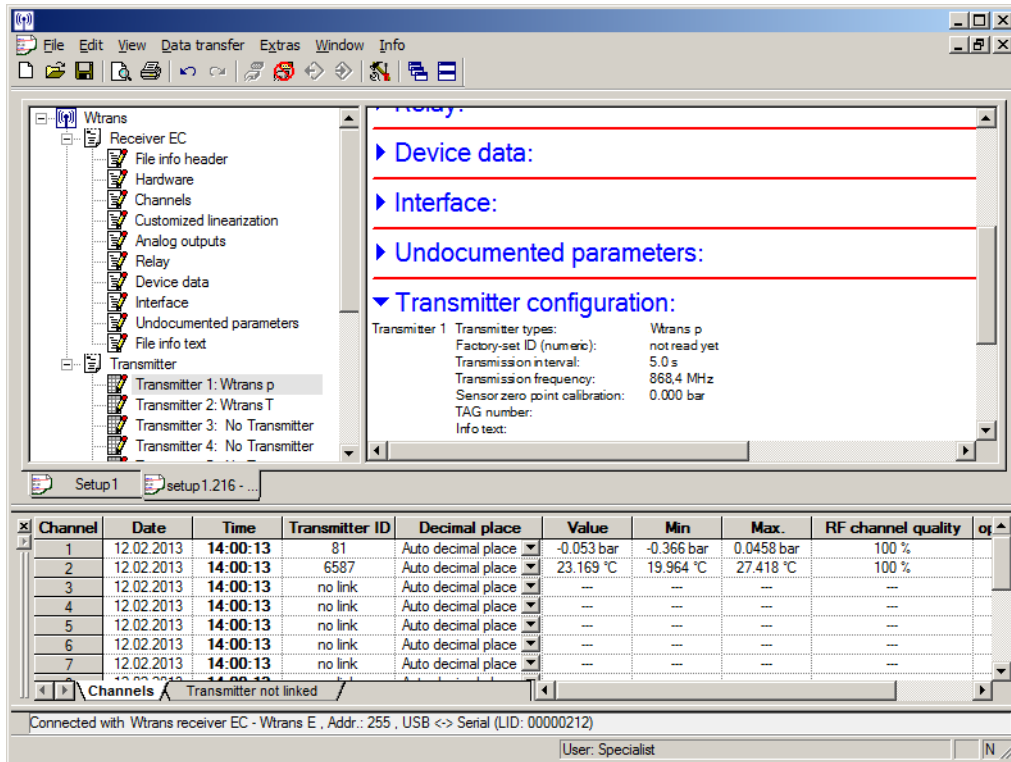 File Edit View Data transfer Extras Window Info
Wtrans
Receiver EC
File info header
Hardware
Channels
Customized linearization
Analog outputs
Relay
Device data
Interface
Undocumented parameters
File info text
Transmitter
Transmitter 1: Wtrans p
Transmitter 2: Wtrans T
Transmitter 3: No Transmitter
Transmitter 4: No Transmitter
Relay:
Device data:
Interface:
Undocumented parameters:
Transmitter configuration:
Transmitter 1 Transmitter types: Wtrans p
Factory-set ID (numeric): not read yet
Transmission interval: 5.0 s
Transmission frequency: 868,4 MHz
Sensor zero point calibration: 0.000 bar
TAG number:
Info text:
Setup1 setup1.216 - ...
Channel Date Time Transmitter ID Decimal place Value Min Max. RF channel quality
1 12.02.2013 14:00:13 81 Auto decimal place -0.053 bar -0.366 bar 0.0458 bar 100 %
2 12.02.2013 14:00:13 6587 Auto decimal place 23.169 °C 19.964 °C 27.418 °C 100 %
3 12.02.2013 14:00:13 no link Auto decimal place --- --- --- ---
4 12.02.2013 14:00:13 no link Auto decimal place --- --- --- ---
5 12.02.2013 14:00:13 no link Auto decimal place --- --- --- ---
6 12.02.2013 14:00:13 no link Auto decimal place --- --- --- ---
7 12.02.2013 14:00:13 no link Auto decimal place --- --- --- ---
Channels Transmitter not linked
Connected with Wtrans receiver EC - Wtrans E , Addr.: 255 , USB <-> Serial (LID: 00000212)
User: Specialist N